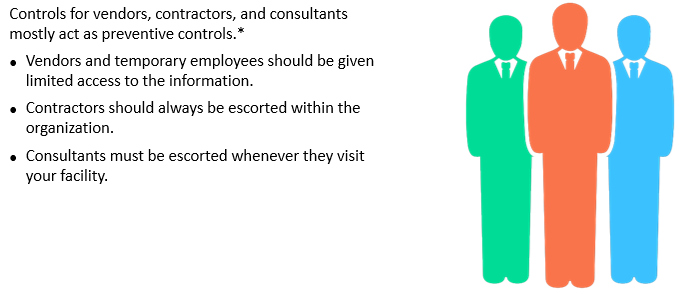 Controls for vendors, contractors, and consultants
mostly act as preventive controls.*
• Vendors and temporary employees should be given
limited access to the information.
• Contractors should always be escorted within the
organization.
• Consultants must be escorted whenever they visit
your facility.